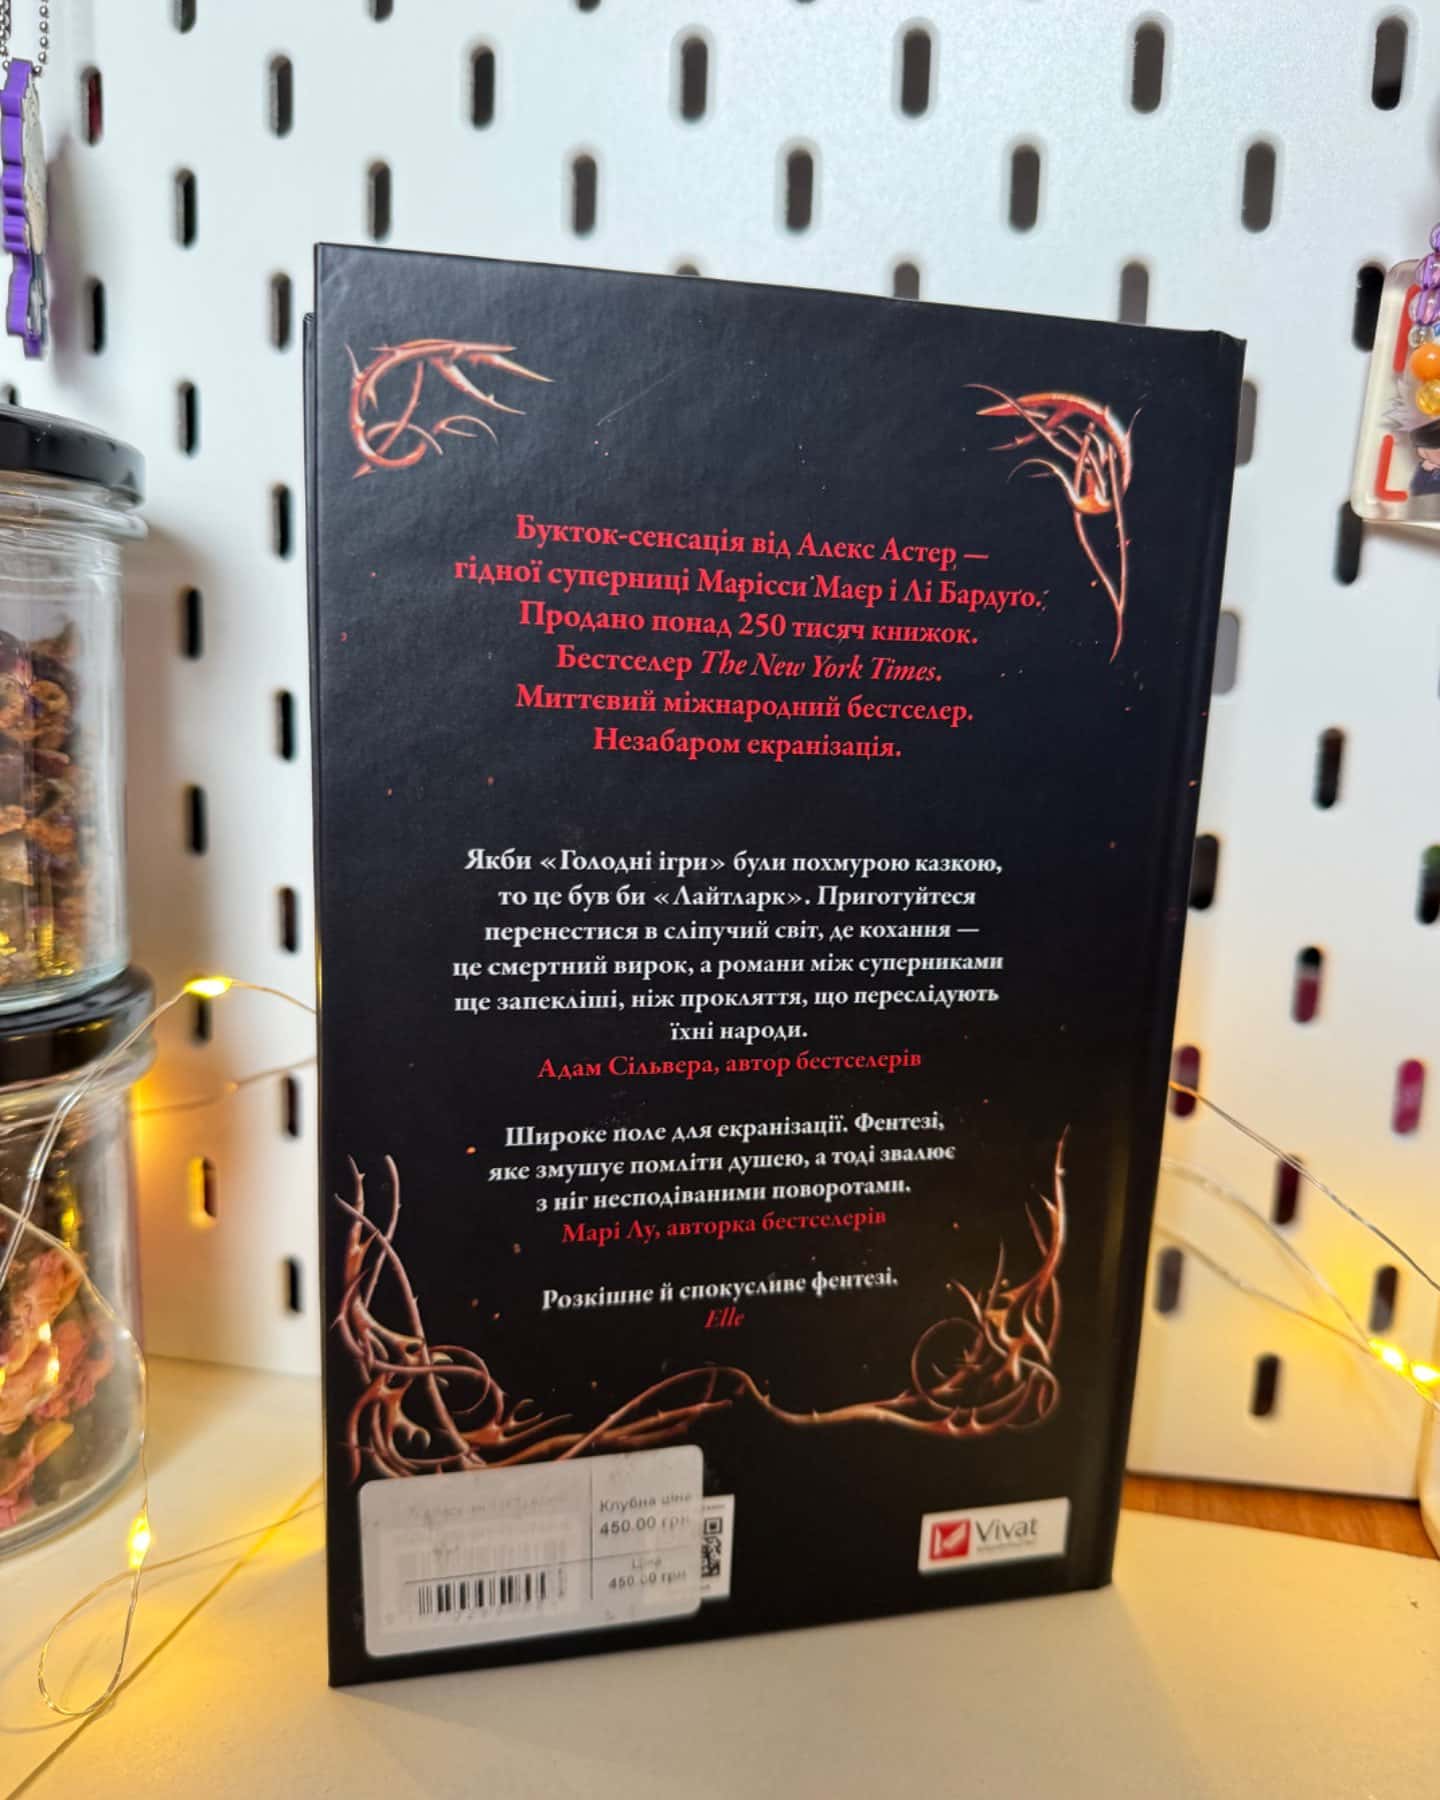 Букток-сенсація від Алекс Астер —
гідної суперниці Марісси Маєр і Лі Бардуґо.
Продано понад 250 тисяч книжок.
Бестселер The New York Times.
Миттєвий міжнародний бестселер.
Незабаром екранізація.
Якби «Голодні ігри» були похмурою казкою,
то це був би «Лайтларк». Приготуйтеся
перенестися в сліпучий світ, де кохання —
це смертний вирок, а романи між суперниками
ще запекліші, ніж прокляття, що переслідують
їхні народи.
Адам Сільвера, автор бестселерів
Широке поле для екранізації. Фентезі,
яке змушує помліти душею, а тоді звалює
з ніг несподіваними поворотами.
Марі Лу, авторка бестселерів
Розкішне й спокусливе фентезі.
Elle
Клубна ціна
450.00 грн
Ціна
450.00 грн
Vivat